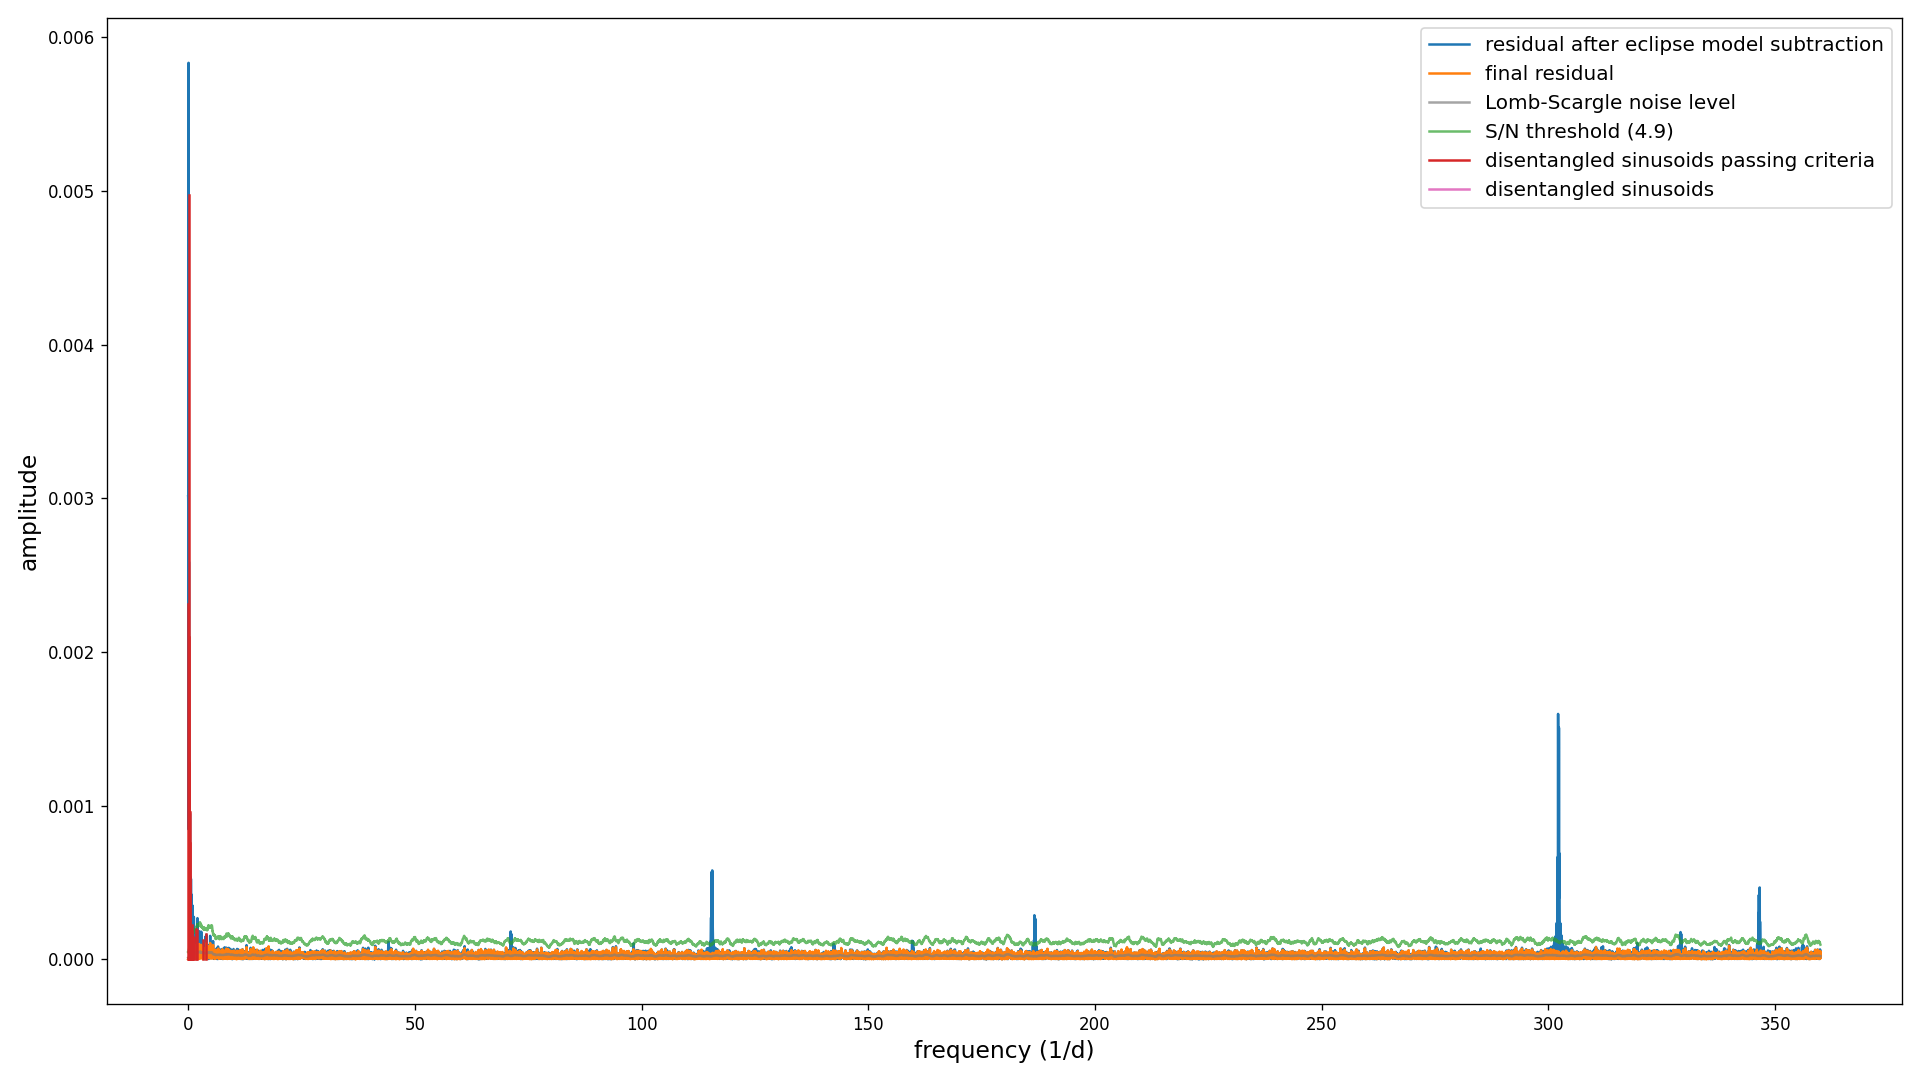 residual after eclipse model subtraction
final residual
Lomb-Scargle noise level
S/N threshold (4.9)
disentangled sinusoids passing criteria
disentangled sinusoids
amplitude
0.006
0.005
0.004
0.003
0.002
0.001
0.000
0 50 100 150 200 250 300 350
frequency (1/d)